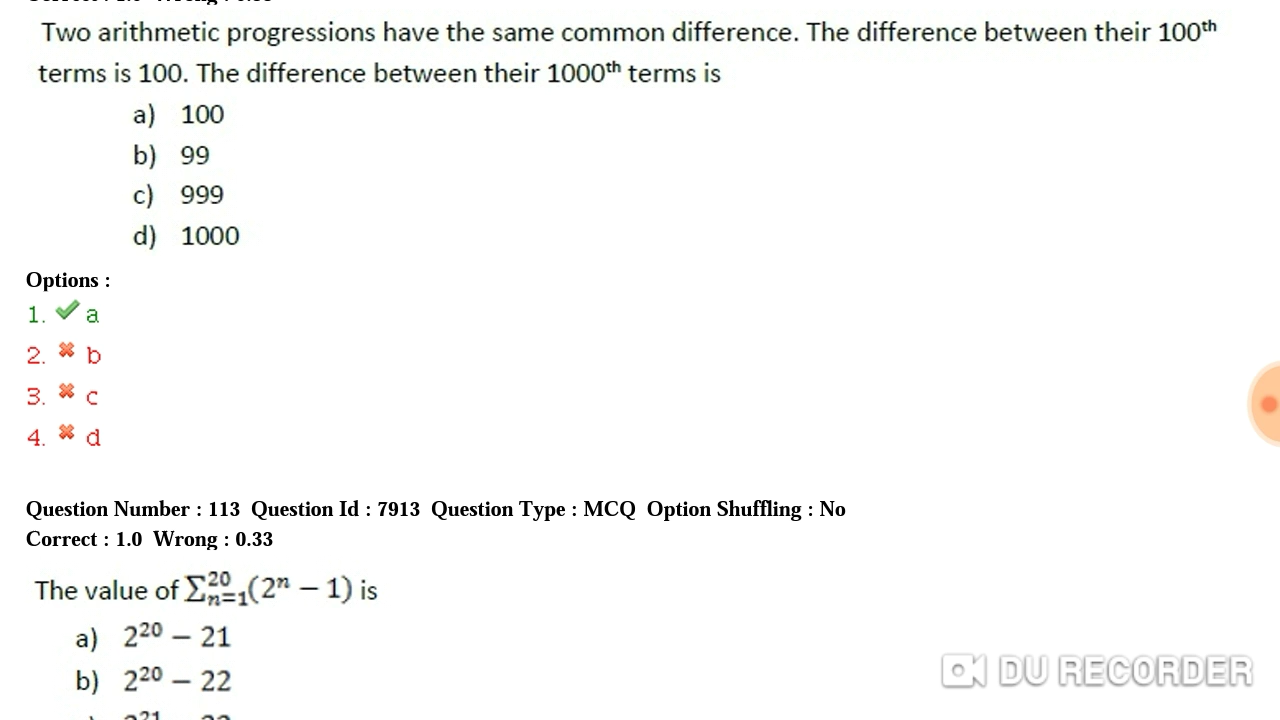 Two arithmetic progressions have the same common difference. The difference between their 100th
terms is 100. The difference between their 1000th terms is
a) 100
b) 99
c) 999
d) 1000
Options :
1. a
2. b
3. c
4. d
Question Number : 113 Question Id : 7913 Question Type : MCQ Option Shuffling : No
Correct : 1.0 Wrong : 0.33
The value of ∑²⁰ₙ₌₁(2ⁿ − 1) is
a) 2²⁰ − 21
b) 2²⁰ − 22
DU RECORDER